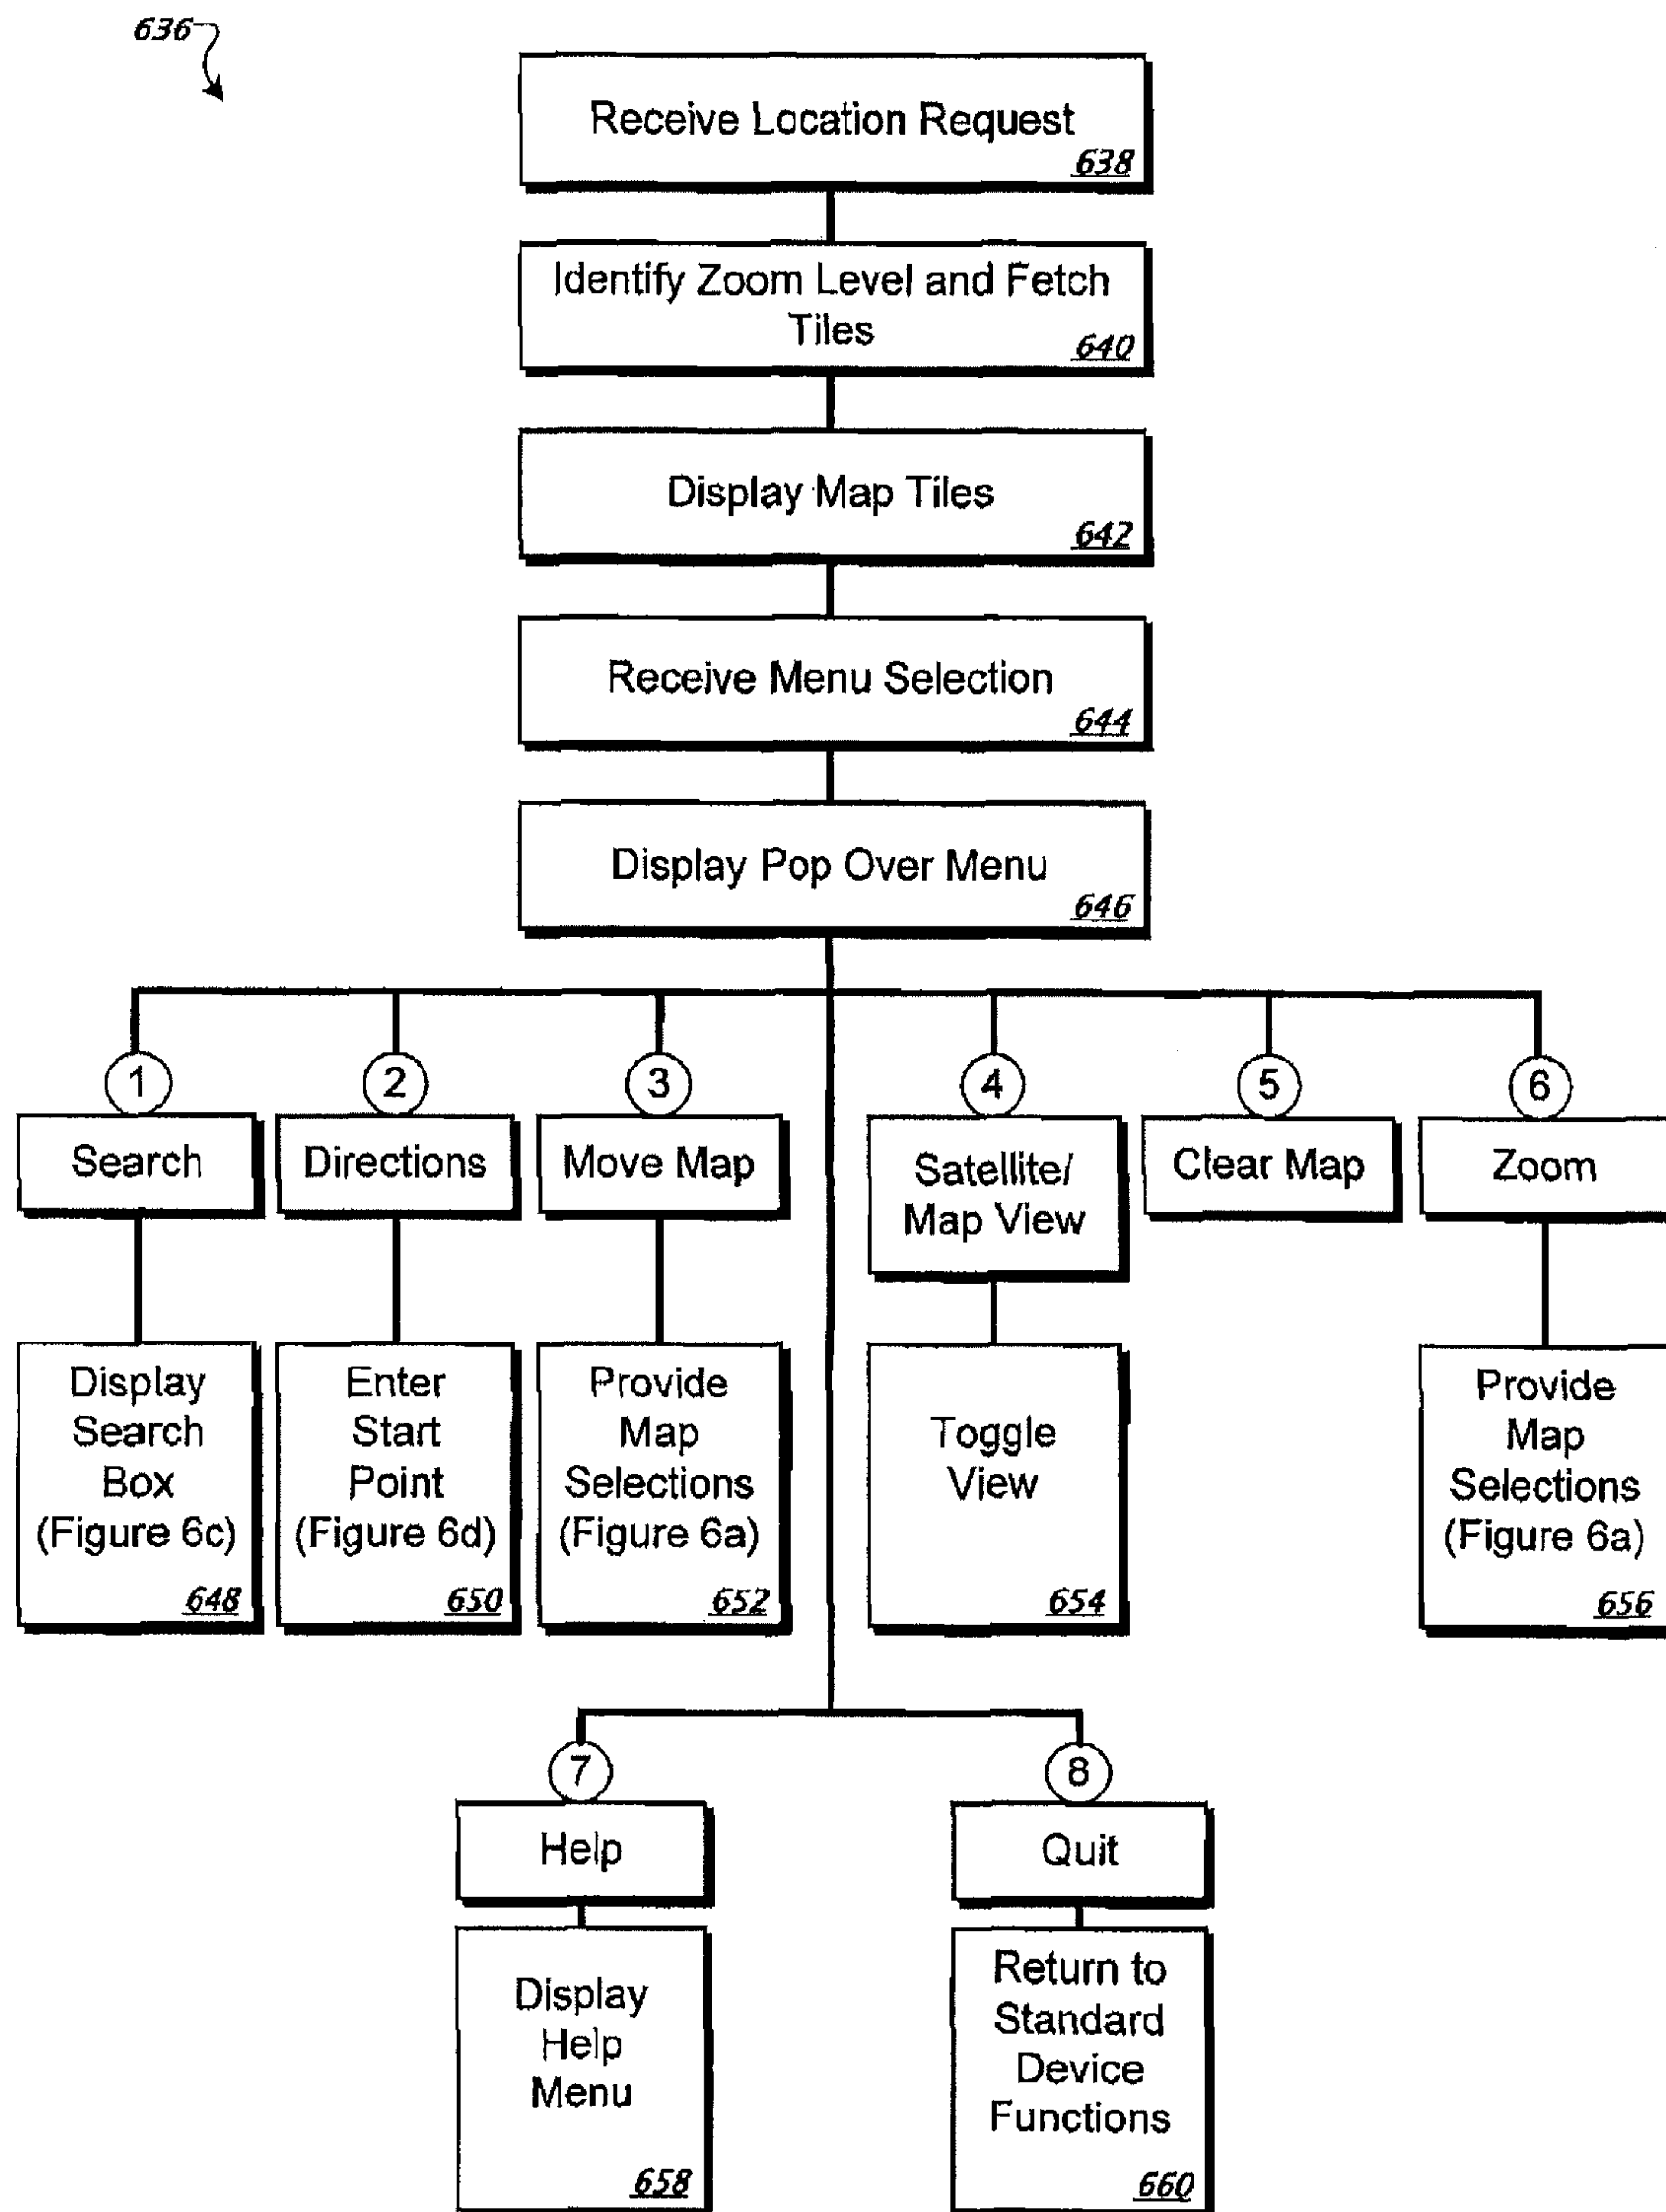 636
Receive Location Request
638
Identify Zoom Level and Fetch
Tiles
640
Display Map Tiles
642
Receive Menu Selection
644
Display Pop Over Menu
646
1
Search
Display
Search
Box
(Figure 6c)
648
2
Directions
Enter
Start
Point
(Figure 6d)
650
3
Move Map
Provide
Map
Selections
(Figure 6a)
652
4
Satellite/
Map View
Toggle
View
654
5
Clear Map
6
Zoom
Provide
Map
Selections
(Figure 6a)
656
7
Help
Display
Help
Menu
658
8
Quit
Return to
Standard
Device
Functions
660